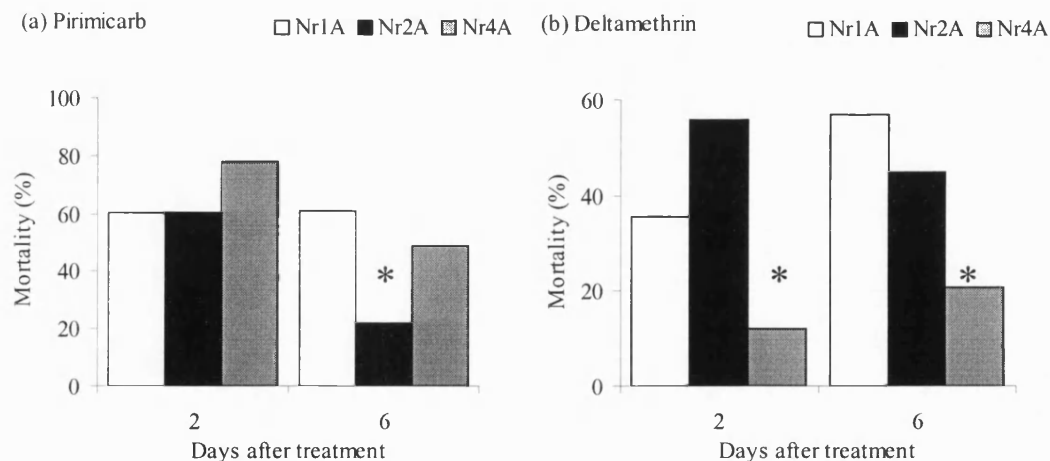 (a) Pirimicarb
Nr1A Nr2A Nr4A
Mortality (%)
100
80
60
40
20
0
*
2 6
Days after treatment
(b) Deltamethrin
Nr1A Nr2A Nr4A
Mortality (%)
60
40
20
0
* *
2 6
Days after treatment